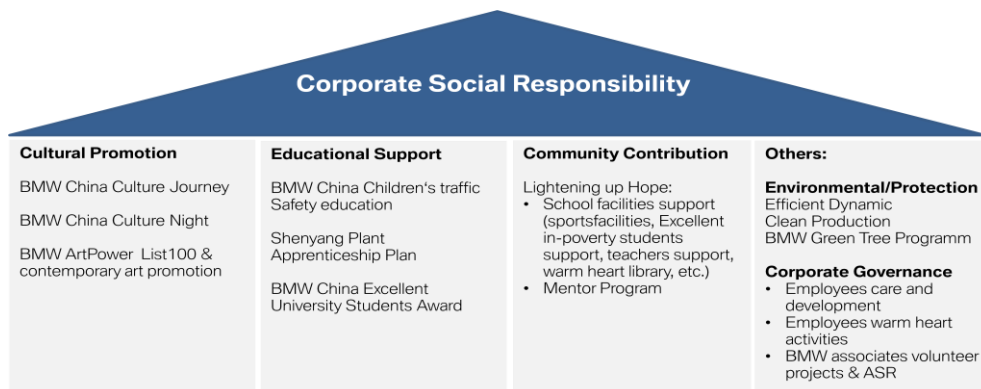 Corporate Social Responsibility
Cultural Promotion
BMW China Culture Journey
BMW China Culture Night
BMW ArtPower List100 &
contemporary art promotion
Educational Support
BMW China Children's traffic
Safety education
Shenyang Plant
Apprenticeship Plan
BMW China Excellent
University Students Award
Community Contribution
Lightening up Hope:
• School facilities support
(sportsfacilities, Excellent
in-poverty students
support, teachers support,
warm heart library, etc.)
• Mentor Program
Others:
Environmental/Protection
Efficient Dynamic
Clean Production
BMW Green Tree Programm
Corporate Governance
• Employees care and
development
• Employees warm heart
activities
• BMW associates volunteer
projects & ASR